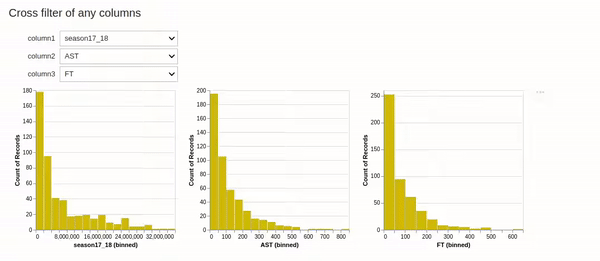 Cross filter of any columns
column1 season17_18
column2 AST
column3 FT
...
Count of Records
180
160
140
120
100
80
60
40
20
0
0 8,000,000 16,000,000 24,000,000 32,000,000
season17_18 (binned)
Count of Records
200
180
160
140
120
100
80
60
40
20
0
0 100 200 300 400 500 600 700 800
AST (binned)
Count of Records
250
200
150
100
50
0
0 100 200 300 400 500 600
FT (binned)